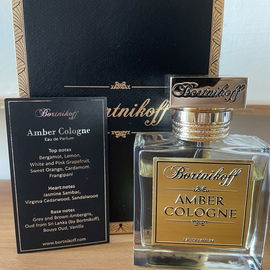 Bortnikoff
Bortnikoff
Amber Cologne
Eau de Parfum
Top notes
Bergamot, Lemon,
White and Pink Grapefruit,
Sweet Orange, Cardamom,
Frangipani
Heart notes
Jasmine Sambac,
Virginia Cedarwood, Sandalwood
Base notes
Grey and Brown Ambergris,
Oud from Sri Lanka (by Bortnikoff),
Bouya Oud, Vanilla
www.bortnikoff.com
Bortnikoff
Bortnikoff
AMBER
COLOGNE